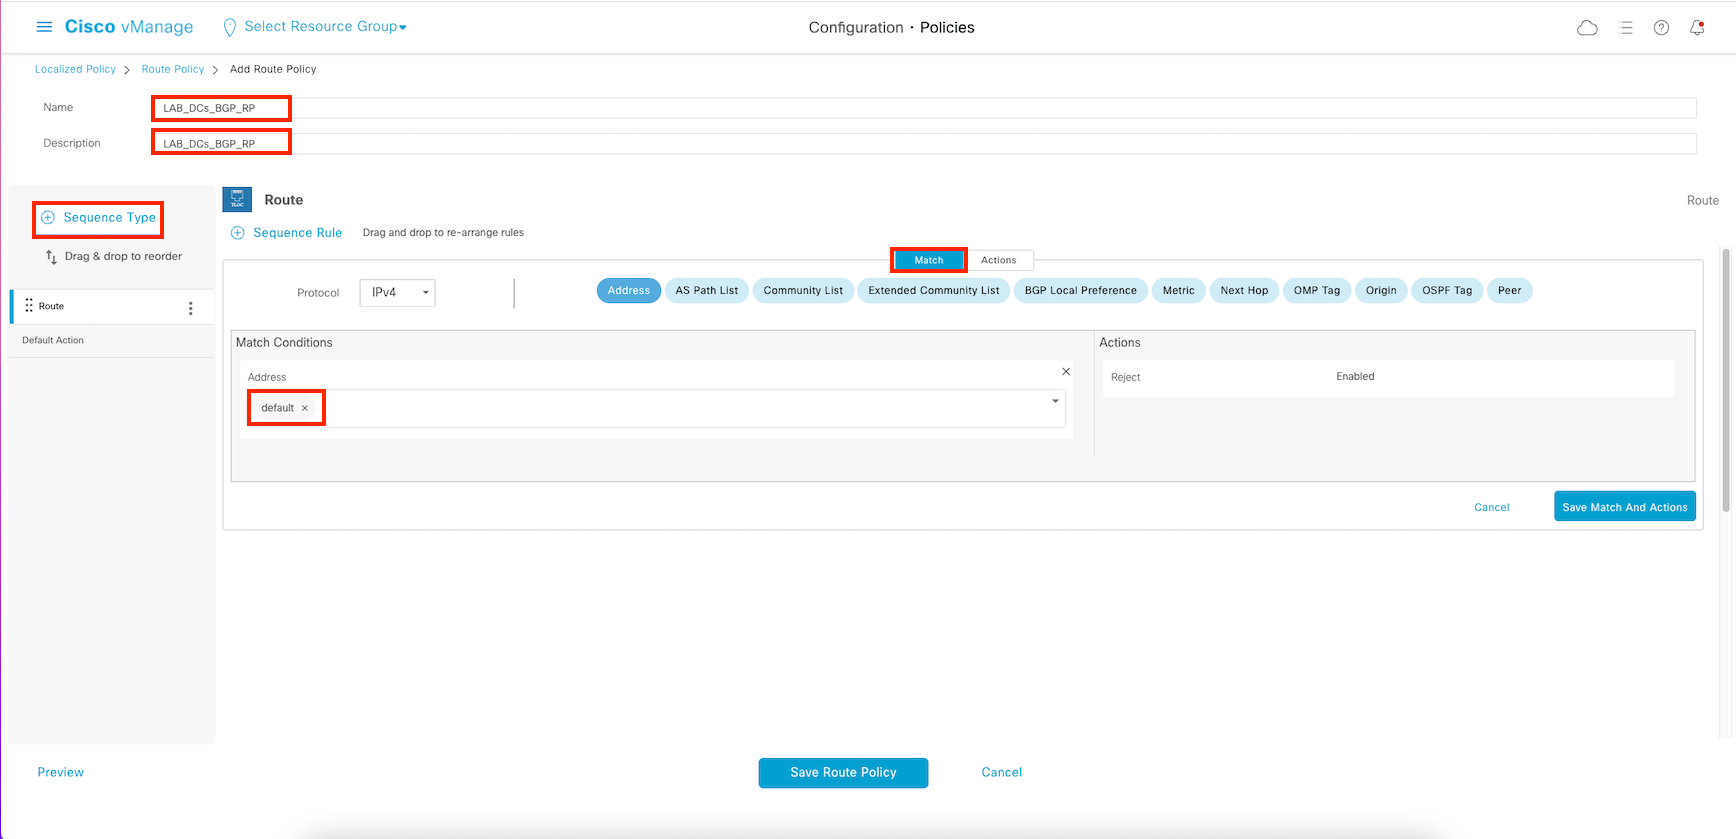 Cisco vManage Select Resource Group Configuration · Policies
Localized Policy > Route Policy > Add Route Policy
Name LAB_DCs_BGP_RP
Description LAB_DCs_BGP_RP
Sequence Type
Drag & drop to reorder
Route
Default Action
TLOC
Route Route
Sequence Rule Drag and drop to re-arrange rules
Match Actions
Protocol IPv4 Address AS Path List Community List Extended Community List BGP Local Preference Metric Next Hop OMP Tag Origin OSPF Tag Peer
Match Conditions Actions
Address
default ×
Reject Enabled
Cancel Save Match And Actions
Preview Save Route Policy Cancel